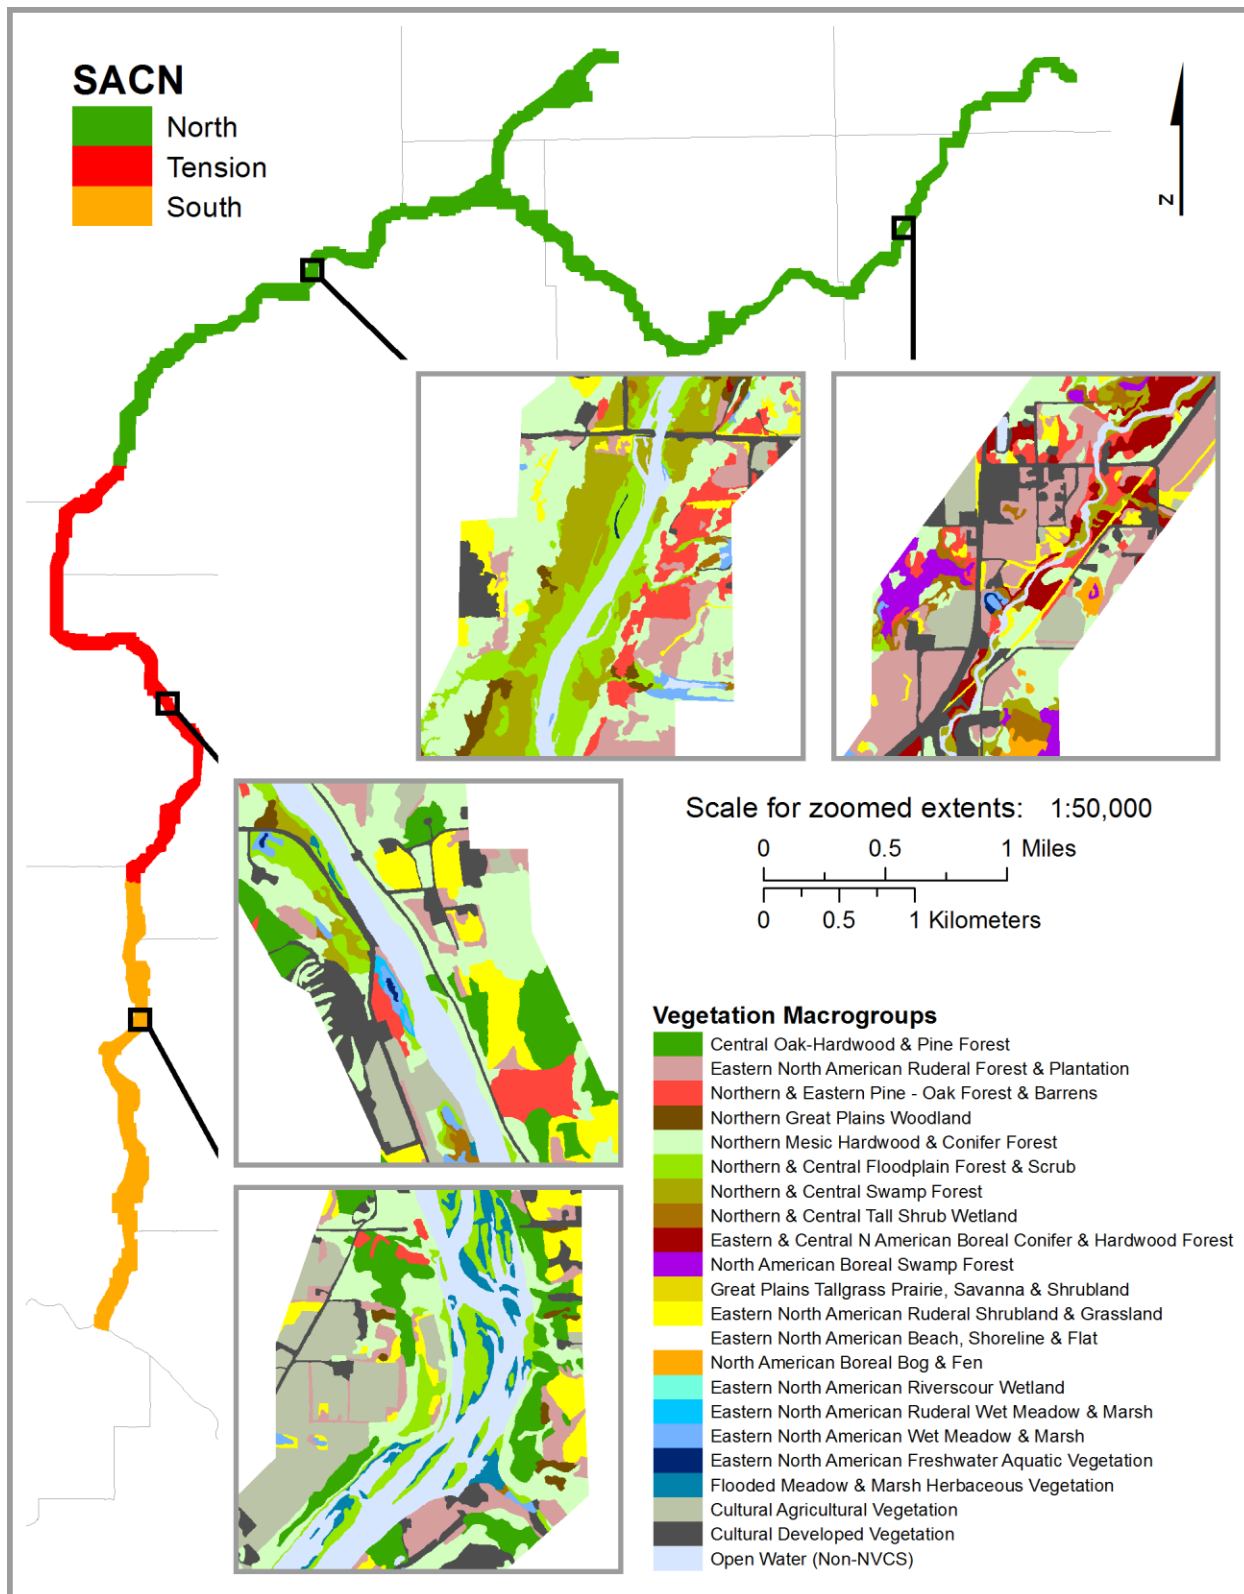 SACN
North
Tension
South
N
Scale for zoomed extents: 1:50,000
0 0.5 1 Miles
0 0.5 1 Kilometers
Vegetation Macrogroups
Central Oak-Hardwood & Pine Forest
Eastern North American Ruderal Forest & Plantation
Northern & Eastern Pine - Oak Forest & Barrens
Northern Great Plains Woodland
Northern Mesic Hardwood & Conifer Forest
Northern & Central Floodplain Forest & Scrub
Northern & Central Swamp Forest
Northern & Central Tall Shrub Wetland
Eastern & Central N American Boreal Conifer & Hardwood Forest
North American Boreal Swamp Forest
Great Plains Tallgrass Prairie, Savanna & Shrubland
Eastern North American Ruderal Shrubland & Grassland
Eastern North American Beach, Shoreline & Flat
North American Boreal Bog & Fen
Eastern North American Riverscour Wetland
Eastern North American Ruderal Wet Meadow & Marsh
Eastern North American Wet Meadow & Marsh
Eastern North American Freshwater Aquatic Vegetation
Flooded Meadow & Marsh Herbaceous Vegetation
Cultural Agricultural Vegetation
Cultural Developed Vegetation
Open Water (Non-NVCS)